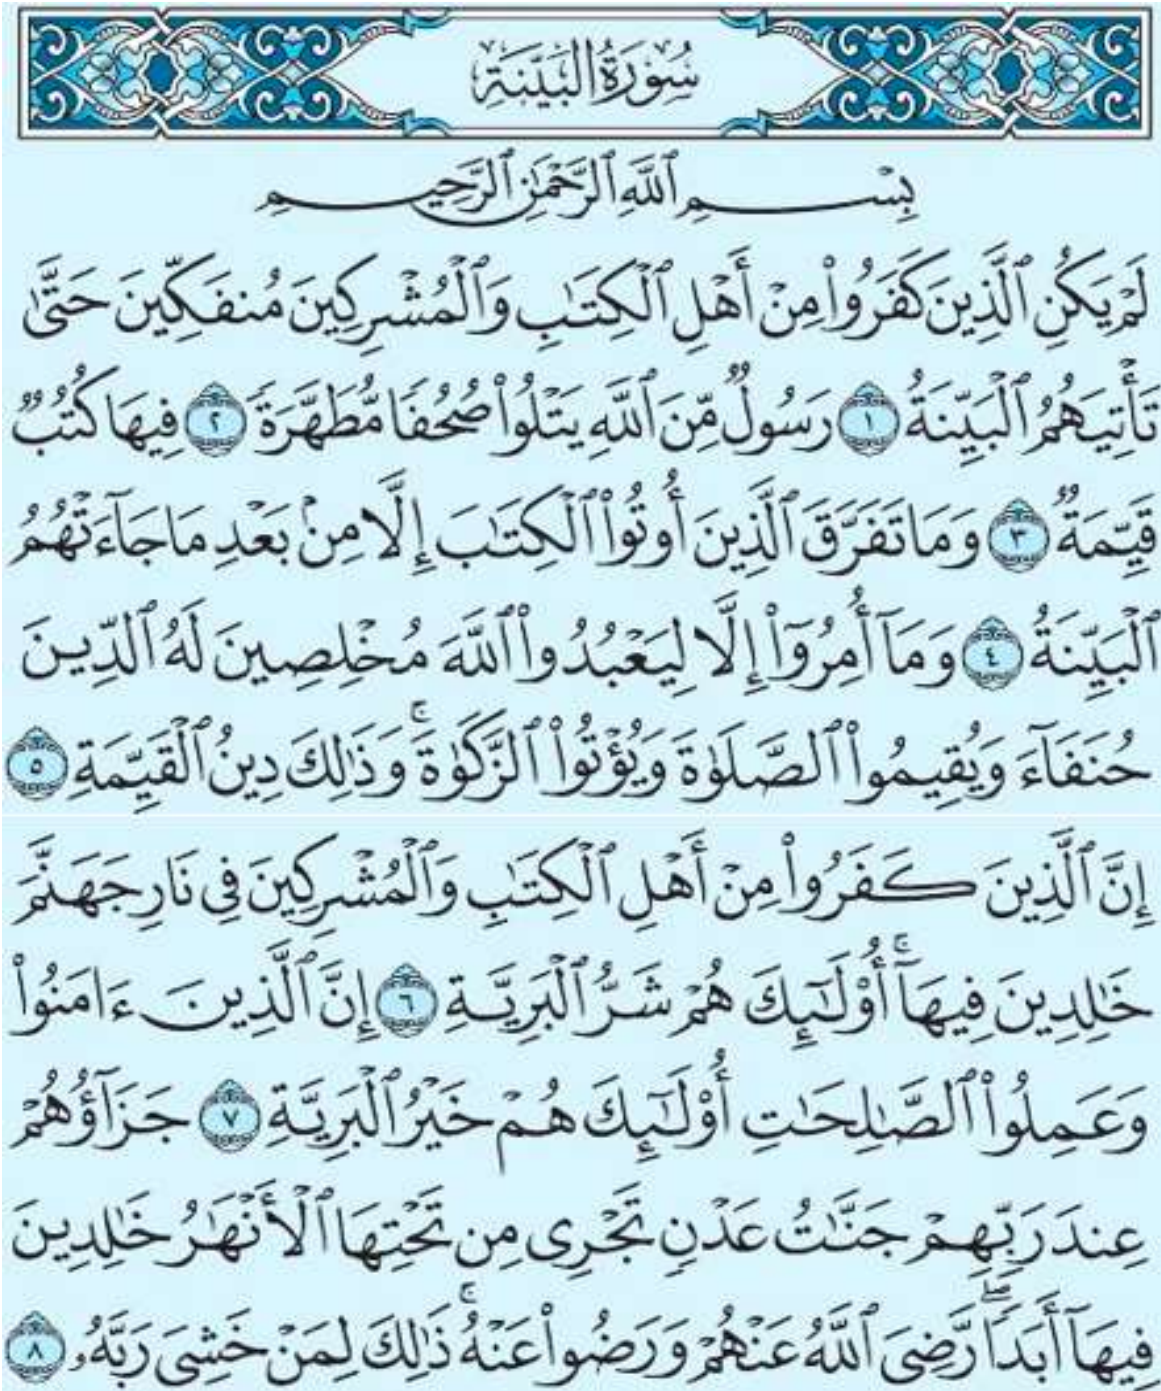 سُورَةُ البَيِّنَةِ
بِسۡمِ ٱللَّهِ ٱلرَّحۡمَٰنِ ٱلرَّحِيمِ
لَمۡ يَكُنِ ٱلَّذِينَ كَفَرُواْ مِنۡ أَهۡلِ ٱلۡكِتَٰبِ وَٱلۡمُشۡرِكِينَ مُنفَكِّينَ حَتَّىٰ
تَأۡتِيَهُمُ ٱلۡبَيِّنَةُ ١ رَسُولٞ مِّنَ ٱللَّهِ يَتۡلُواْ صُحُفٗا مُّطَهَّرَةٗ ٢ فِيهَا كُتُبٞ
قَيِّمَةٞ ٣ وَمَا تَفَرَّقَ ٱلَّذِينَ أُوتُواْ ٱلۡكِتَٰبَ إِلَّا مِنۢ بَعۡدِ مَا جَآءَتۡهُمُ
ٱلۡبَيِّنَةُ ٤ وَمَآ أُمِرُوٓاْ إِلَّا لِيَعۡبُدُواْ ٱللَّهَ مُخۡلِصِينَ لَهُ ٱلدِّينَ
حُنَفَآءَ وَيُقِيمُواْ ٱلصَّلَوٰةَ وَيُؤۡتُواْ ٱلزَّكَوٰةَۚ وَذَٰلِكَ دِينُ ٱلۡقَيِّمَةِ ٥
إِنَّ ٱلَّذِينَ كَفَرُواْ مِنۡ أَهۡلِ ٱلۡكِتَٰبِ وَٱلۡمُشۡرِكِينَ فِي نَارِ جَهَنَّمَ
خَٰلِدِينَ فِيهَآۚ أُوْلَٰٓئِكَ هُمۡ شَرُّ ٱلۡبَرِيَّةِ ٦ إِنَّ ٱلَّذِينَ ءَامَنُواْ
وَعَمِلُواْ ٱلصَّٰلِحَٰتِ أُوْلَٰٓئِكَ هُمۡ خَيۡرُ ٱلۡبَرِيَّةِ ٧ جَزَآؤُهُمۡ
عِندَ رَبِّهِمۡ جَنَّٰتُ عَدۡنٖ تَجۡرِي مِن تَحۡتِهَا ٱلۡأَنۡهَٰرُ خَٰلِدِينَ
فِيهَآ أَبَدٗاۖ رَّضِيَ ٱللَّهُ عَنۡهُمۡ وَرَضُواْ عَنۡهُۚ ذَٰلِكَ لِمَنۡ خَشِيَ رَبَّهُۥ ٨